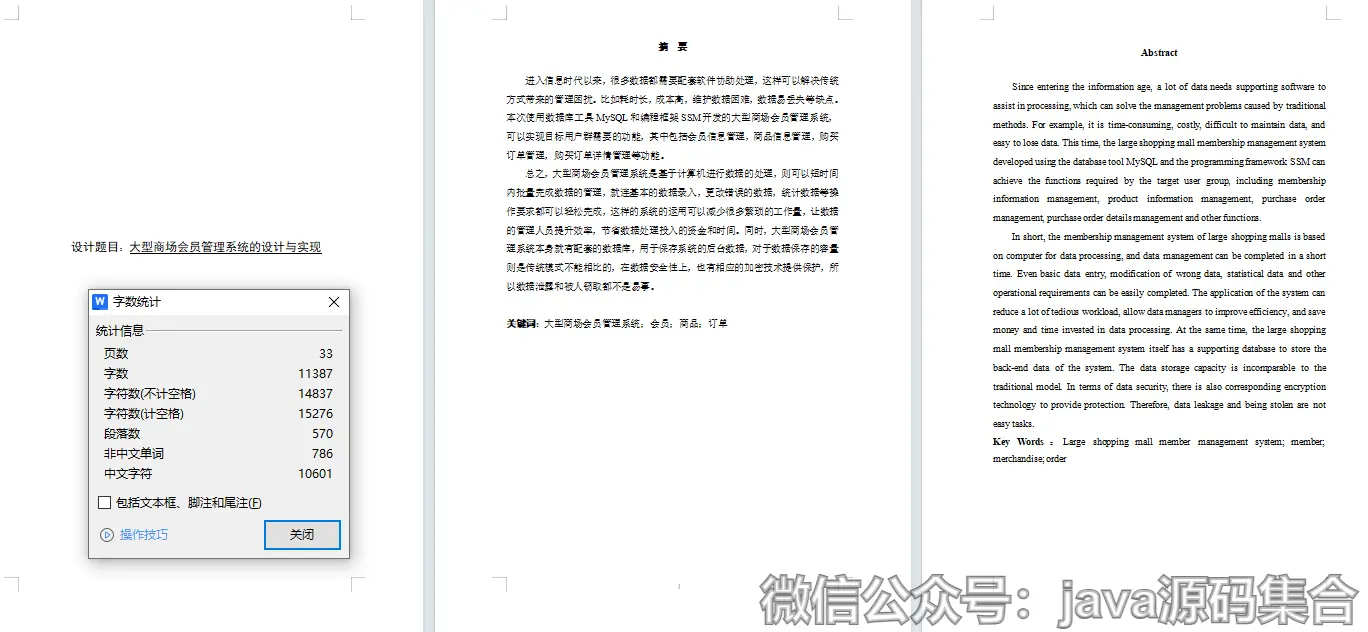 设计题目：大型商场会员管理系统的设计与实现
字数统计
统计信息
页数 33
字数 11387
字符数(不计空格) 14837
字符数(计空格) 15276
段落数 570
非中文单词 786
中文字符 10601
包括文本框、脚注和尾注(F)
操作技巧
关闭
摘 要
进入信息时代以来，很多数据都需要配套软件协助处理，这样可以解决传统
方式带来的管理困扰。比如耗时长，成本高，维护数据困难，数据易丢失等缺点。
本次使用数据库工具MySQL和编程框架SSM开发的大型商场会员管理系统，
可以实现目标用户群需要的功能，其中包括会员信息管理，商品信息管理，购买
订单管理，购买订单详情管理等功能。
总之，大型商场会员管理系统是基于计算机进行数据的处理，则可以短时间
内批量完成数据的管理，就连基本的数据录入，更改错误的数据，统计数据等操
作要求都可以轻松完成，这样的系统的运用可以减少很多繁琐的工作量，让数据
的管理人员提升效率，节省数据处理投入的资金和时间。同时，大型商场会员管
理系统本身就有配套的数据库，用于保存系统的后台数据，对于数据保存的容量
则是传统模式不能相比的，在数据安全性上，也有相应的加密技术提供保护，所
以数据泄露和被人窃取都不是易事。
关键词：大型商场会员管理系统；会员；商品；订单
Abstract
Since entering the information age, a lot of data needs supporting software to
assist in processing, which can solve the management problems caused by traditional
methods. For example, it is time-consuming, costly, difficult to maintain data, and
easy to lose data. This time, the large shopping mall membership management system
developed using the database tool MySQL and the programming framework SSM can
achieve the functions required by the target user group, including membership
information management, product information management, purchase order
management, purchase order details management and other functions.
In short, the membership management system of large shopping malls is based
on computer for data processing, and data management can be completed in a short
time. Even basic data entry, modification of wrong data, statistical data and other
operational requirements can be easily completed. The application of the system can
reduce a lot of tedious workload, allow data managers to improve efficiency, and save
money and time invested in data processing. At the same time, the large shopping
mall membership management system itself has a supporting database to store the
back-end data of the system. The data storage capacity is incomparable to the
traditional model. In terms of data security, there is also corresponding encryption
technology to provide protection. Therefore, data leakage and being stolen are not
easy tasks.
Key Words：Large shopping mall member management system; member;
merchandise; order
微信公众号：java源码集合